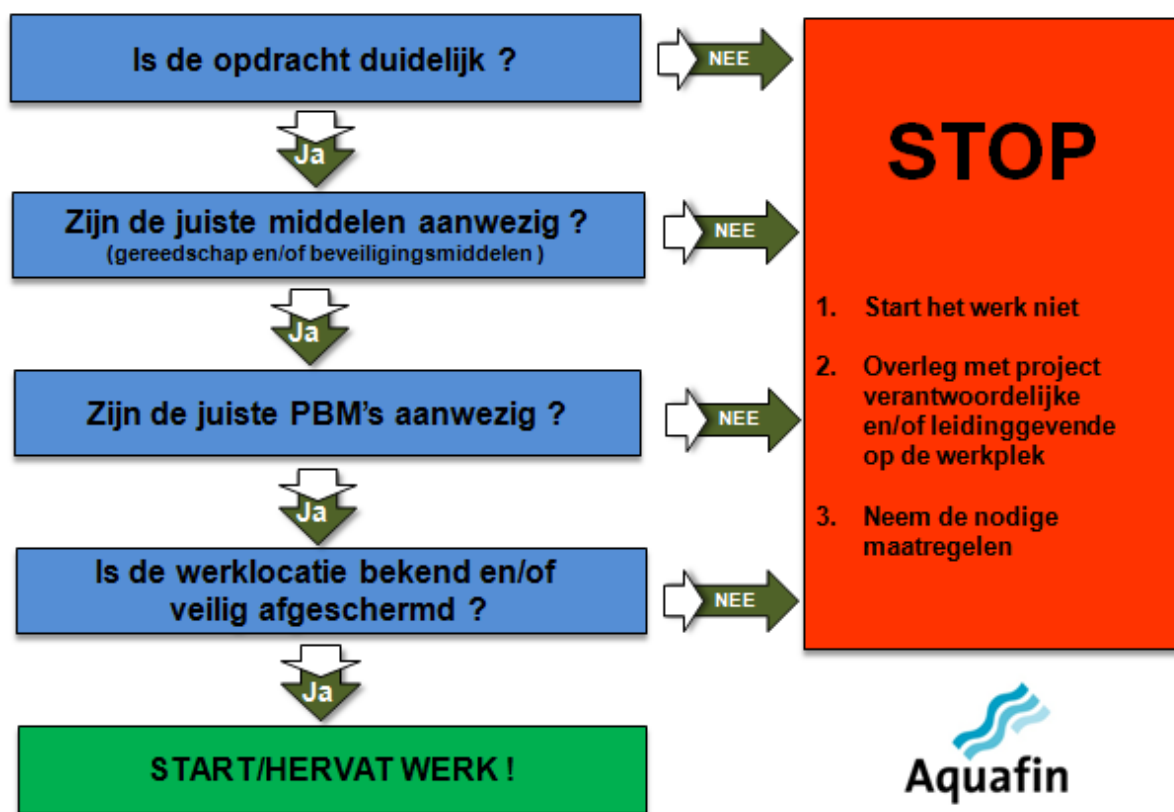 Is de opdracht duidelijk ?
NEE
Ja
Zijn de juiste middelen aanwezig ?
(gereedschap en/of beveiligingsmiddelen )
NEE
Ja
Zijn de juiste PBM's aanwezig ?
NEE
Ja
Is de werklocatie bekend en/of
veilig afgeschermd ?
NEE
Ja
START/HERVAT WERK !
STOP
1. Start het werk niet
2. Overleg met project
verantwoordelijke
en/of leidinggevende
op de werkplek
3. Neem de nodige
maatregelen
Aquafin